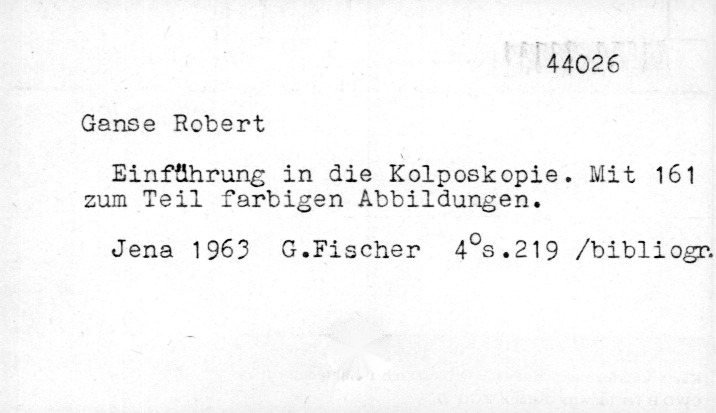 44026
Ganse Robert
Einführung in die Kolposkopie. Mit 161
zum Teil farbigen Abbildungen.
Jena 1963 G.Fischer 4°s.219 /bibliogr.